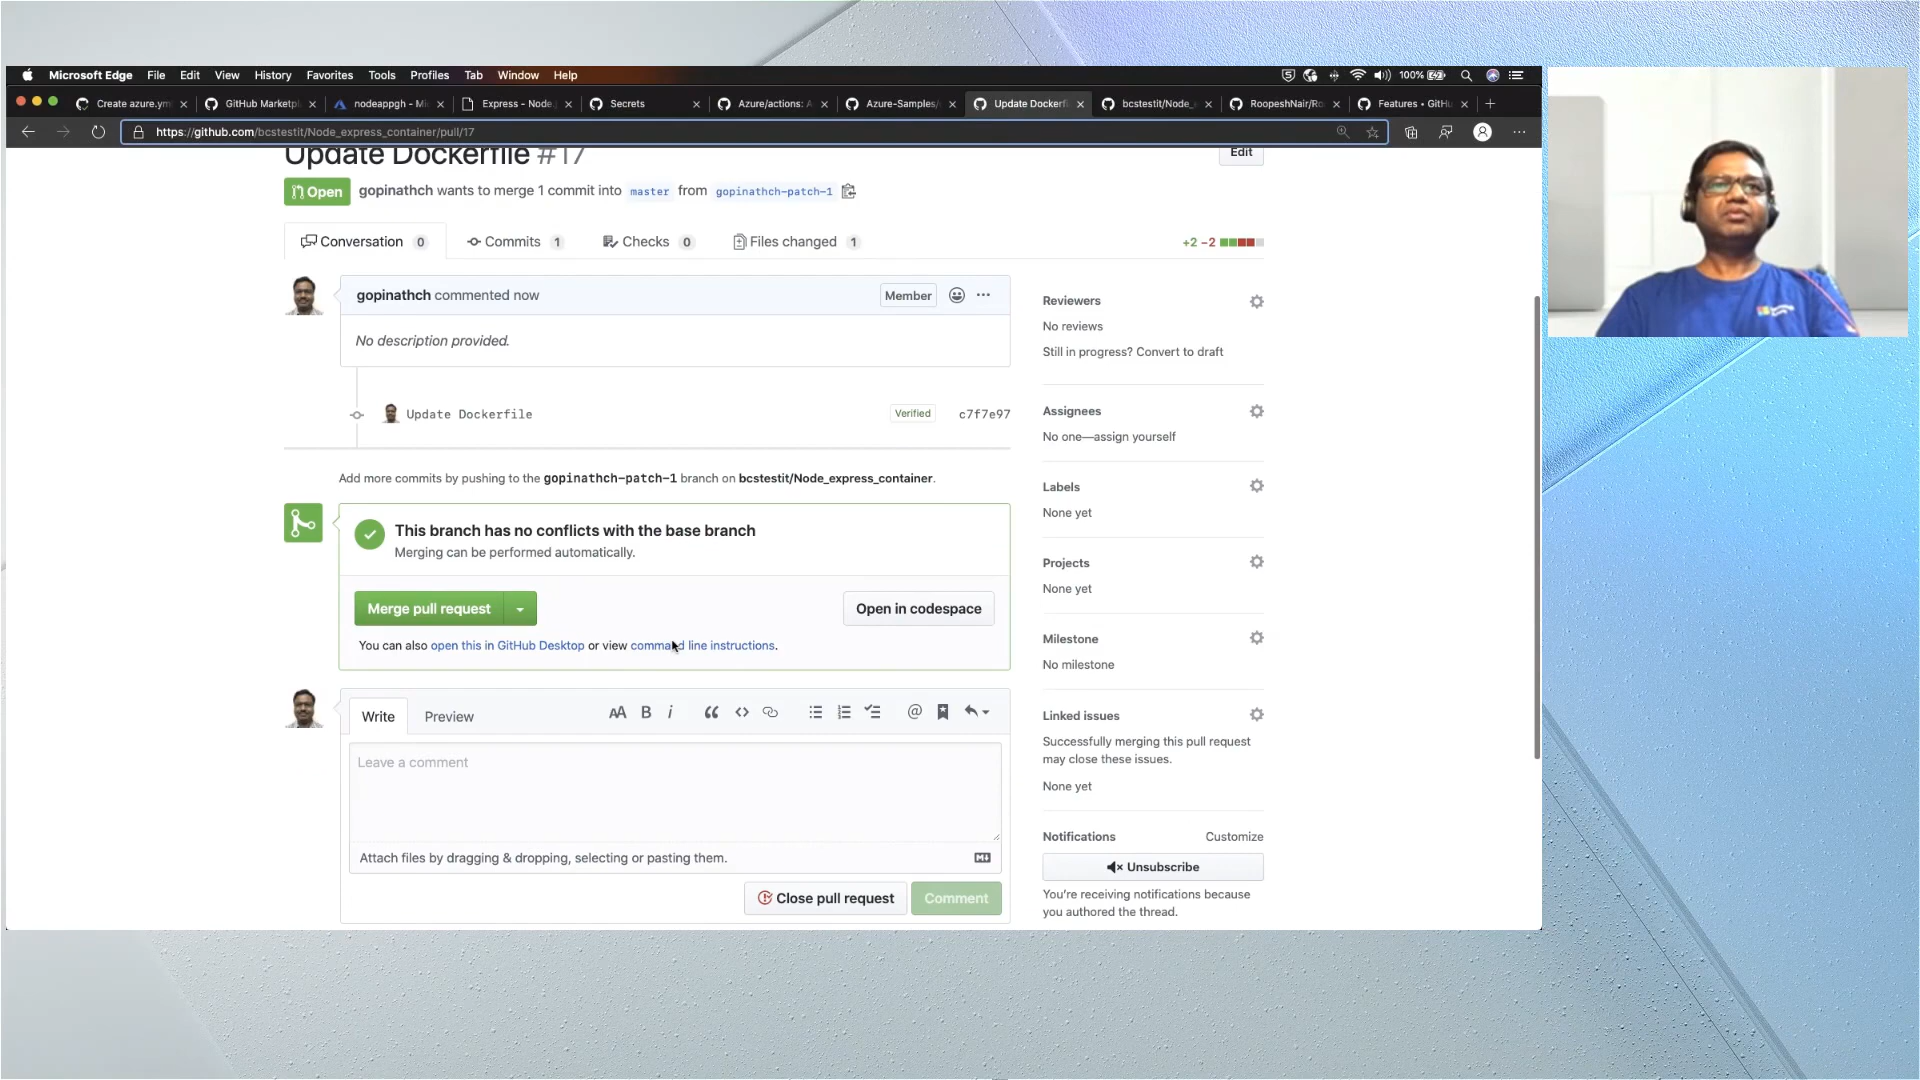 Microsoft Edge File Edit View History Favorites Tools Profiles Tab Window Help 100%
Create azure.ym GitHub Marketpl nodeappgh - Mi Express - Node. Secrets Azure/actions: A Azure-Samples/ Update Dockerfi bcstestit/Node_ RoopeshNair/Ro Features • GitHu
https://github.com/bcstestit/Node_express_container/pull/17
Update Dockerfile #17 Edit
Open gopinathch wants to merge 1 commit into master from gopinathch-patch-1
Conversation 0 Commits 1 Checks 0 Files changed 1 +2 −2
gopinathch commented now Member
No description provided.
Update Dockerfile Verified c7f7e97
Add more commits by pushing to the gopinathch-patch-1 branch on bcstestit/Node_express_container.
This branch has no conflicts with the base branch
Merging can be performed automatically.
Merge pull request Open in codespace
You can also open this in GitHub Desktop or view command line instructions.
Write Preview
Leave a comment
Attach files by dragging & dropping, selecting or pasting them.
Close pull request Comment
Reviewers
No reviews
Still in progress? Convert to draft
Assignees
No one—assign yourself
Labels
None yet
Projects
None yet
Milestone
No milestone
Linked issues
Successfully merging this pull request
may close these issues.
None yet
Notifications Customize
Unsubscribe
You're receiving notifications because
you authored the thread.